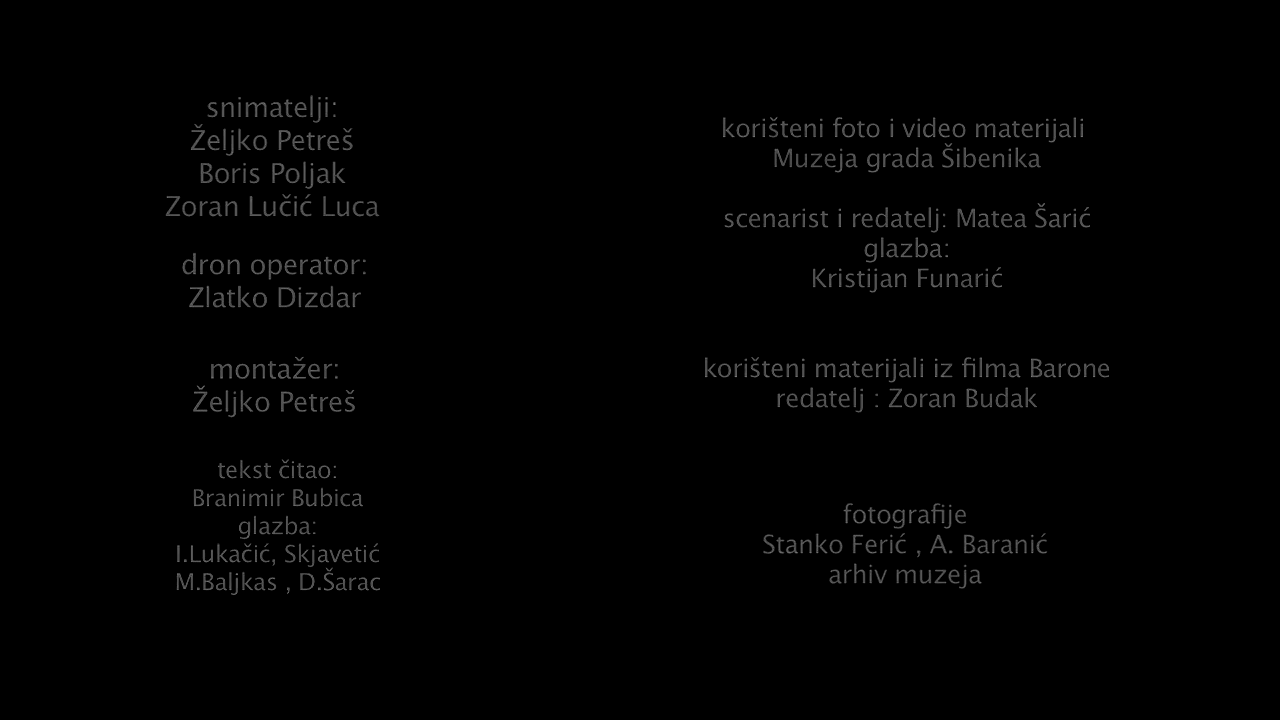 snimatelji:
Željko Petreš
Boris Poljak
Zoran Lučić Luca
dron operator:
Zlatko Dizdar
montažer:
Željko Petreš
tekst čitao:
Branimir Bubica
glazba:
I.Lukačić, Skjavetić
M.Baljkas , D.Šarac
korišteni foto i video materijali
Muzeja grada Šibenika
scenarist i redatelj: Matea Šarić
glazba:
Kristijan Funarić
korišteni materijali iz filma Barone
redatelj : Zoran Budak
fotografije
Stanko Ferić , A. Baranić
arhiv muzeja